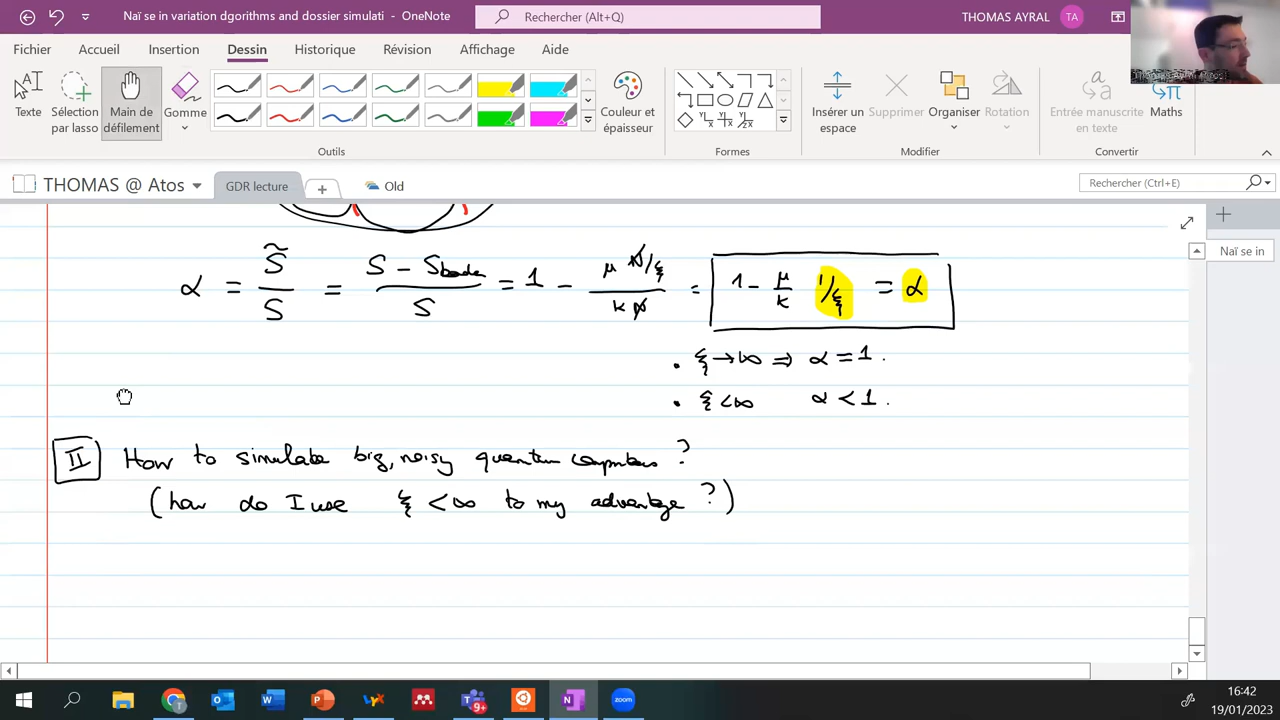 Naï se in variation dgorithms and dossier simulati - OneNote
Rechercher (Alt+Q)
THOMAS AYRAL
TA
Fichier Accueil Insertion Dessin Historique Révision Affichage Aide
Texte
Sélection par lasso
Main de défilement
Gomme
Couleur et épaisseur
Insérer un espace
Supprimer
Organiser
Rotation
Entrée manuscrite en texte
Maths
Outils
Formes
Modifier
Convertir
THOMAS @ Atos
GDR lecture
Old
Rechercher (Ctrl+E)
Naï se in
α = S̃/S = (S - Sbonds)/S = 1 - (μ N/ξ)/(k N) = 1 - μ/k 1/ξ = α
• ξ → ∞ ⇒ α = 1.
• ξ < ∞ α < 1.
II How to simulate big, noisy quantum computers ?
(how do I use ξ < ∞ to my advantage ?)
9+
16:42
19/01/2023